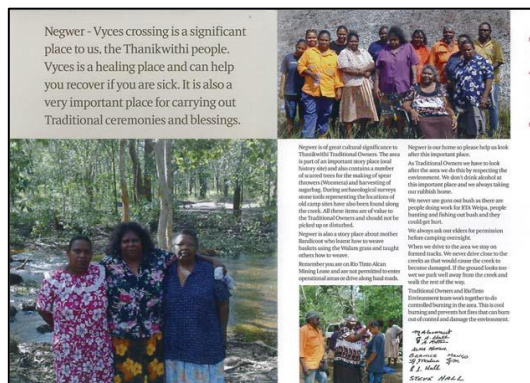 Negwer - Vyces crossing is a significant
place to us, the Thanikwithi people.
Vyces is a healing place and can help
you recover if you are sick. It is also a
very important place for carrying out
Traditional ceremonies and blessings.
Negwer is of great cultural significance to
Thanikwithi Traditional Owners. The area
is part of an important story place (oral
history site) and also contains a number
of scarred trees for the making of spear
throwers (Woomera) and harvesting of
sugarbag. During archaeological surveys
stone tools representing the locations of
old camp sites have also been found along
the creek. All these items are of value to
the Traditional Owners and should not be
picked up or disturbed.
Negwer is also a story place about mother
Bandicoot who learnt how to weave
baskets using the Walam grass and taught
others how to weave.
Remember you are on Rio Tinto Alcan
Mining Lease and are not permitted to enter
operational areas or drive along haul roads.
Negwer is our home so please help us look
after this important place.
As Traditional Owners we have to look
after the area we do this by respecting the
environment. We don't drink alcohol at
this important place and we always taking
our rubbish home.
We never use guns out bush as there are
people doing work for RTA Weipa, people
hunting and fishing out bush and they
could get hurt.
We always ask our elders for permission
before camping overnight.
When we drive to the area we stay on
formed tracks. We never drive close to the
creeks as that would cause the creek to
become damaged. If the ground looks too
wet we park well away from the creek and
walk the rest of the way.
Traditional Owners and RioTinto
Environment team work together to do
controlled burning in the area. This is cool
burning and prevents hot fires that can burn
out of control and damage the environment.
Hall
STEVE HALL